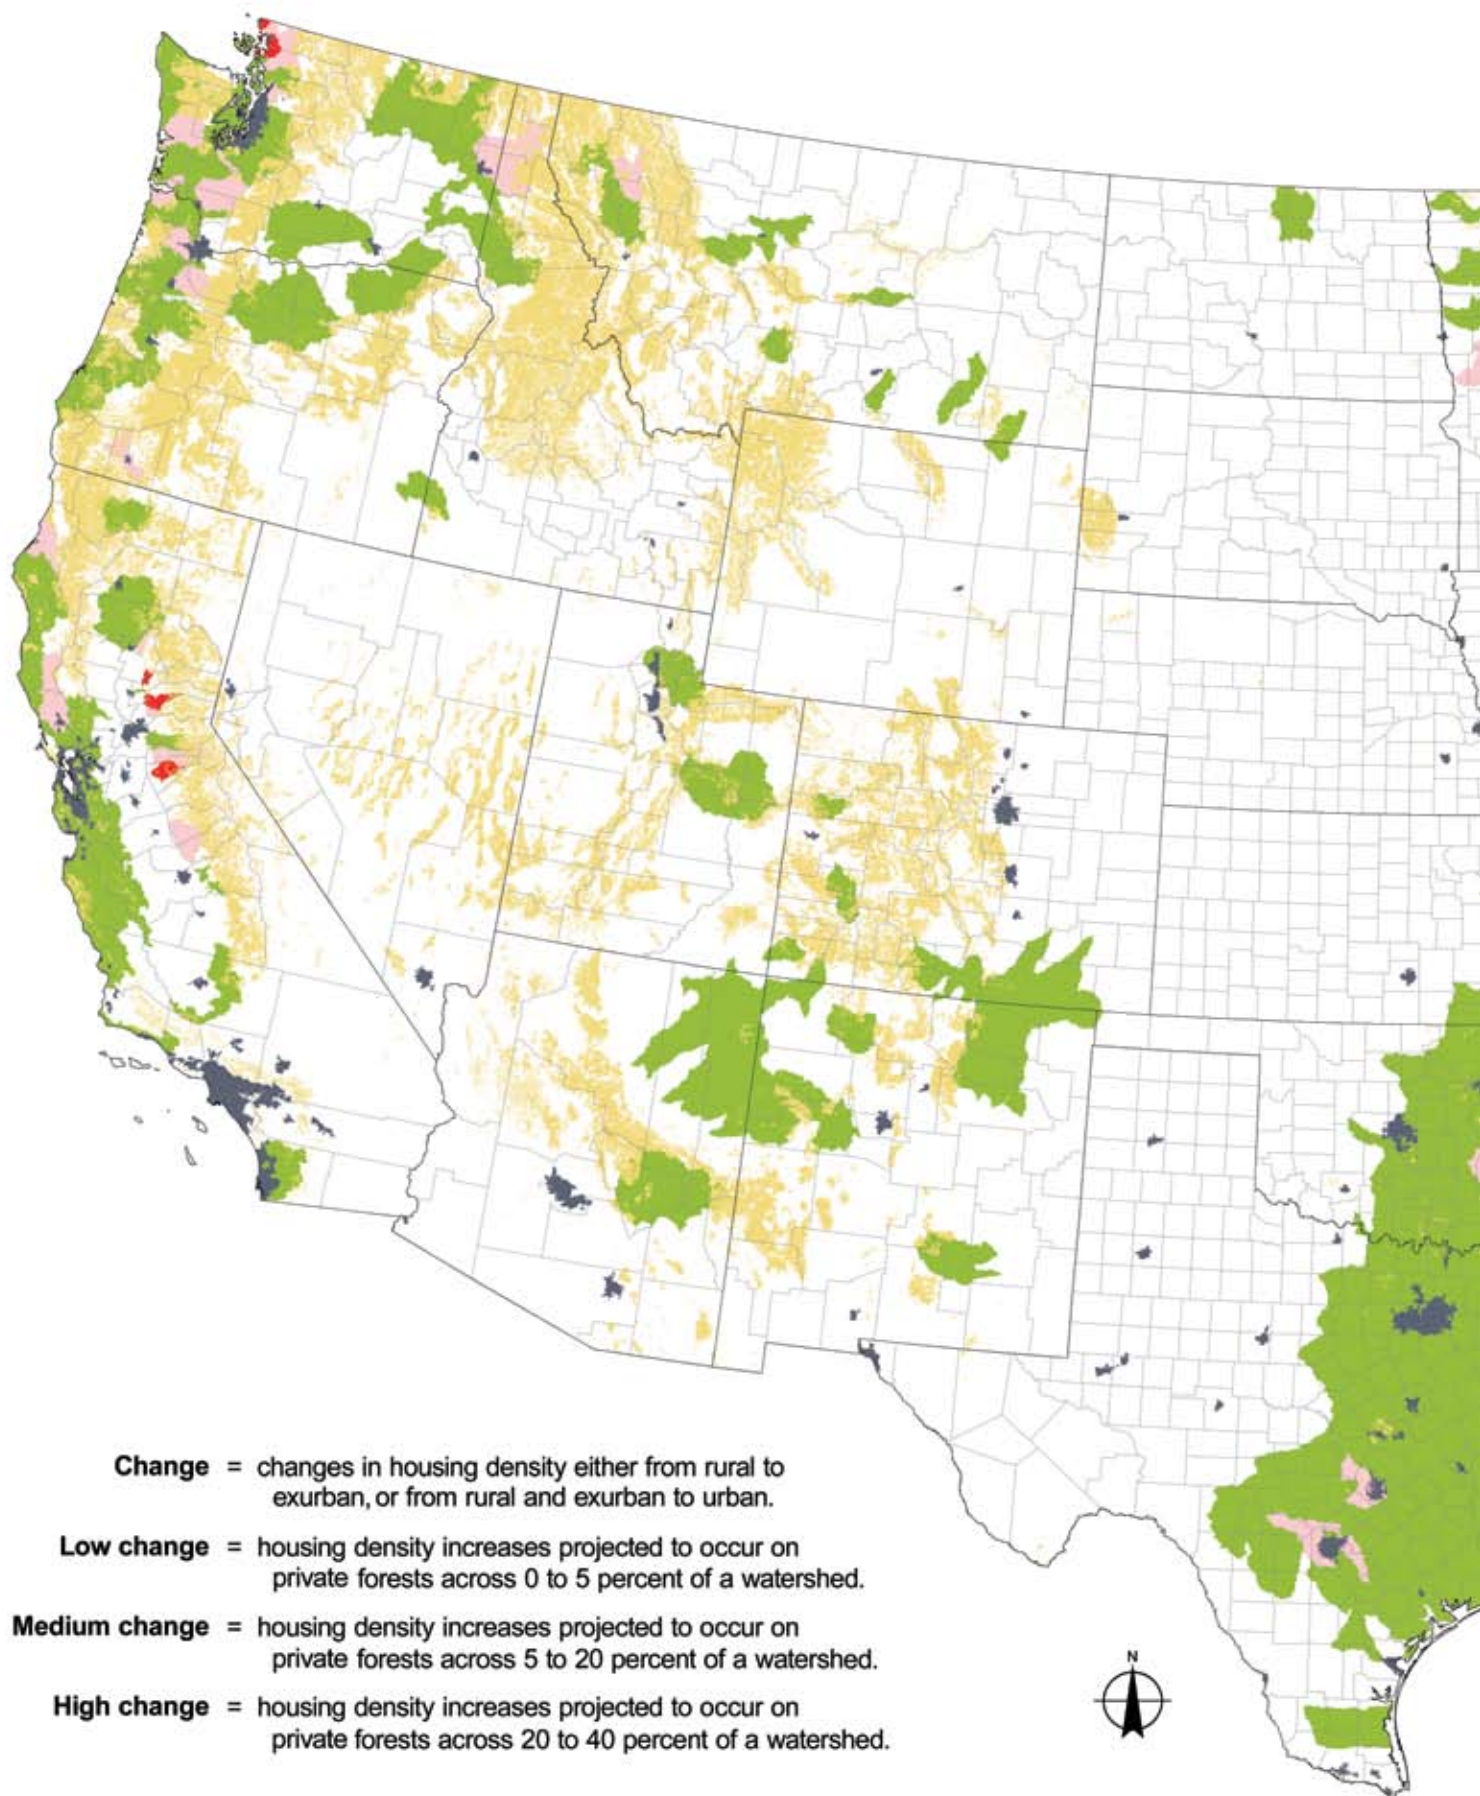 Change = changes in housing density either from rural to
exurban, or from rural and exurban to urban.
Low change = housing density increases projected to occur on
private forests across 0 to 5 percent of a watershed.
Medium change = housing density increases projected to occur on
private forests across 5 to 20 percent of a watershed.
High change = housing density increases projected to occur on
private forests across 20 to 40 percent of a watershed.
N